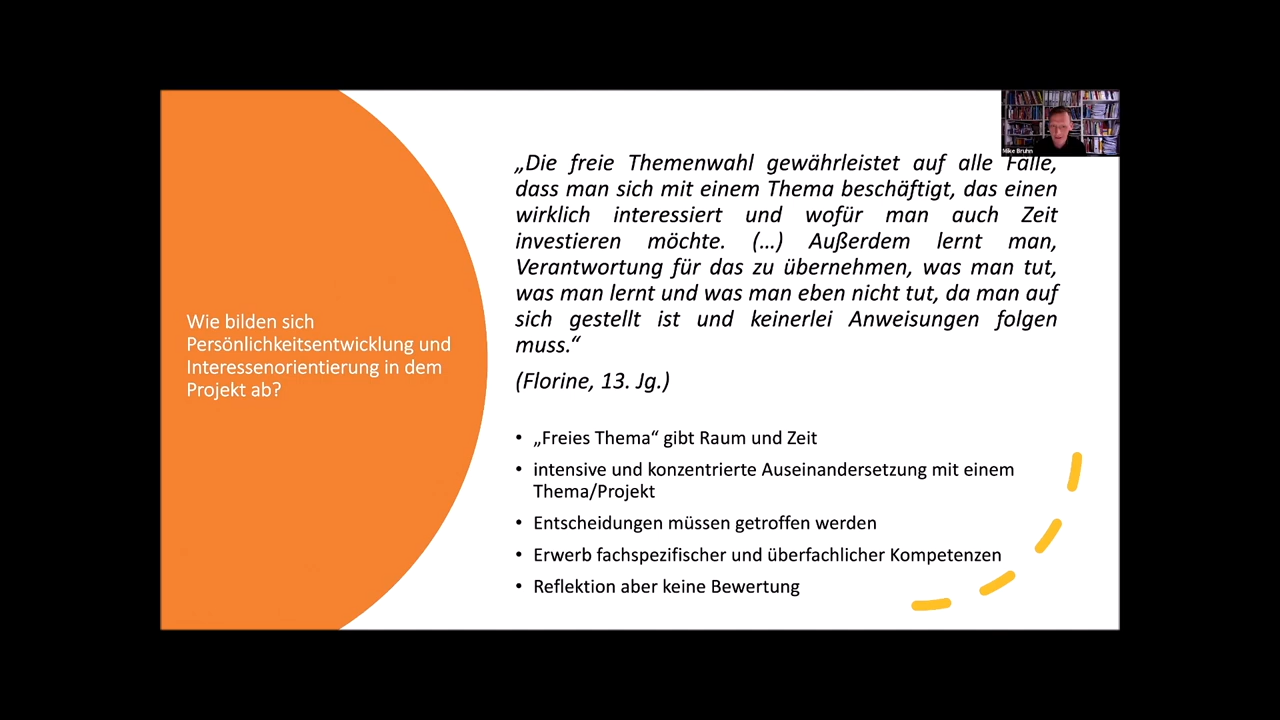 Mike Bruhn
Wie bilden sich
Persönlichkeitsentwicklung und
Interessenorientierung in dem
Projekt ab?
„Die freie Themenwahl gewährleistet auf alle Fälle,
dass man sich mit einem Thema beschäftigt, das einen
wirklich interessiert und wofür man auch Zeit
investieren möchte. (…) Außerdem lernt man,
Verantwortung für das zu übernehmen, was man tut,
was man lernt und was man eben nicht tut, da man auf
sich gestellt ist und keinerlei Anweisungen folgen
muss.“
(Florine, 13. Jg.)
• „Freies Thema“ gibt Raum und Zeit
• intensive und konzentrierte Auseinandersetzung mit einem
Thema/Projekt
• Entscheidungen müssen getroffen werden
• Erwerb fachspezifischer und überfachlicher Kompetenzen
• Reflektion aber keine Bewertung